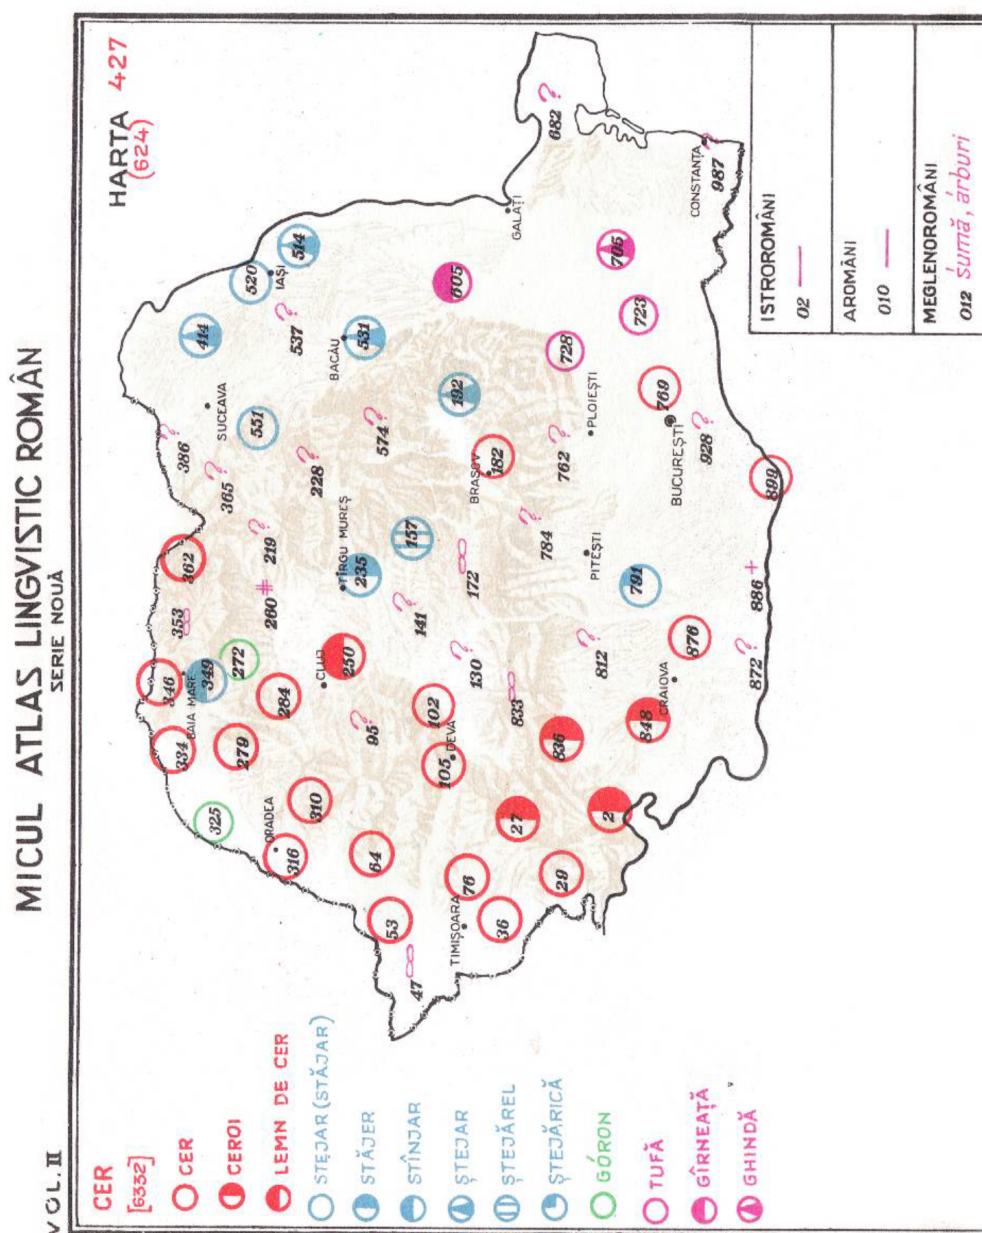 MICUL ATLAS LINGVISTIC ROMÂN
SERIE NOUĂ
VOL. II
HARTA 427
(624)
CER
[6332]
CER
CEROI
LEMN DE CER
STEJAR (STĂJAR)
STĂJER
STÎNJAR
ȘTEJAR
ȘTEJĂREL
ȘTEJĂRICĂ
GÓRON
TUFĂ
GÎRNEAȚĂ
GHINDĂ
386
365
SUCEAVA
414
551
520
IAȘI
514
537
BACĂU
531
362
353
219
260
228
574
346
BAIA MARE
349
272
334
279
284
325
ORADEA
310
316
CLUJ
250
TÎRGU MUREȘ
235
157
141
192
182
BRAȘOV
605
GALAȚI
682
95
64
53
47
102
105
DEVA
130
172
833
76
TIMIȘOARA
36
27
29
2
836
848
CRAIOVA
812
784
762
PLOIEȘTI
PITEȘTI
728
723
705
CONSTANȚA
987
769
BUCUREȘTI
928
791
876
872
886
899
ISTROROMÂNI
02 —
AROMÂNI
010 —
MEGLENOROMÂNI
012 šumă, árburi